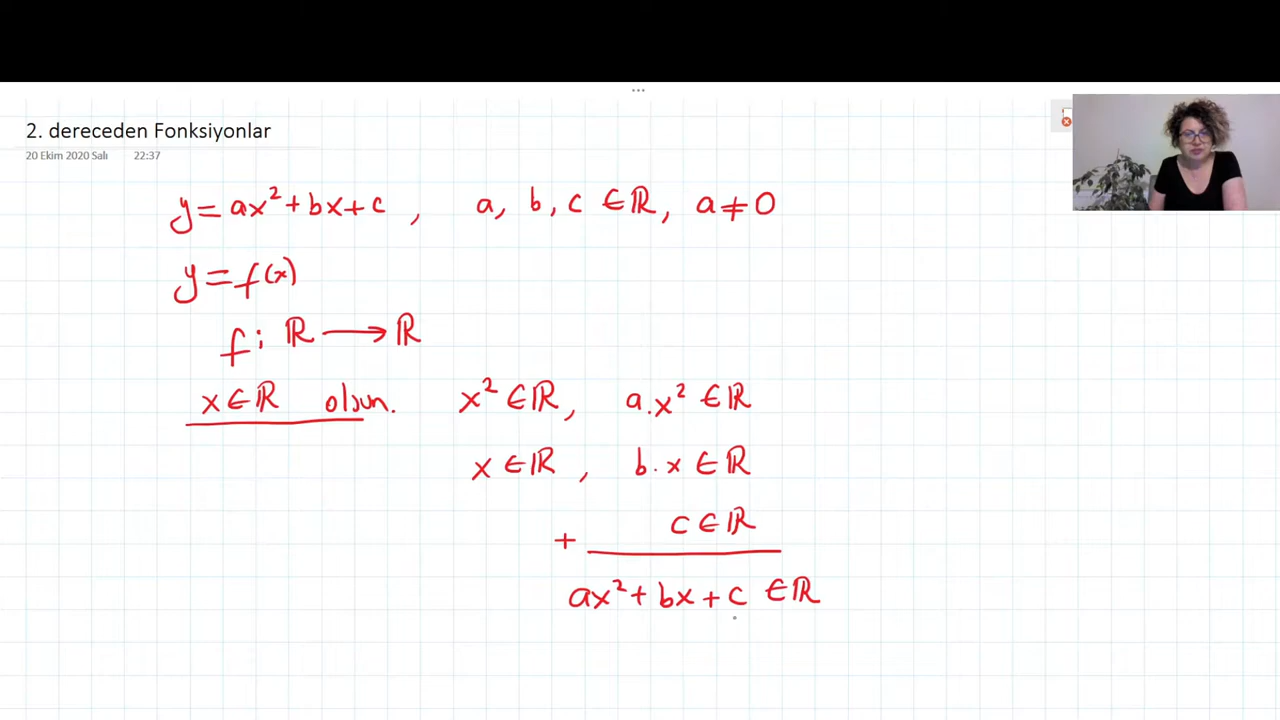 2. dereceden Fonksiyonlar
20 Ekim 2020 Salı 22:37
y = ax² + bx + c , a, b, c ∈ ℝ, a ≠ 0
y = f(x)
f: ℝ ⟶ ℝ
x ∈ ℝ olsun. x² ∈ ℝ, a.x² ∈ ℝ
x ∈ ℝ, b.x ∈ ℝ
+ c ∈ ℝ
ax² + bx + c ∈ ℝ